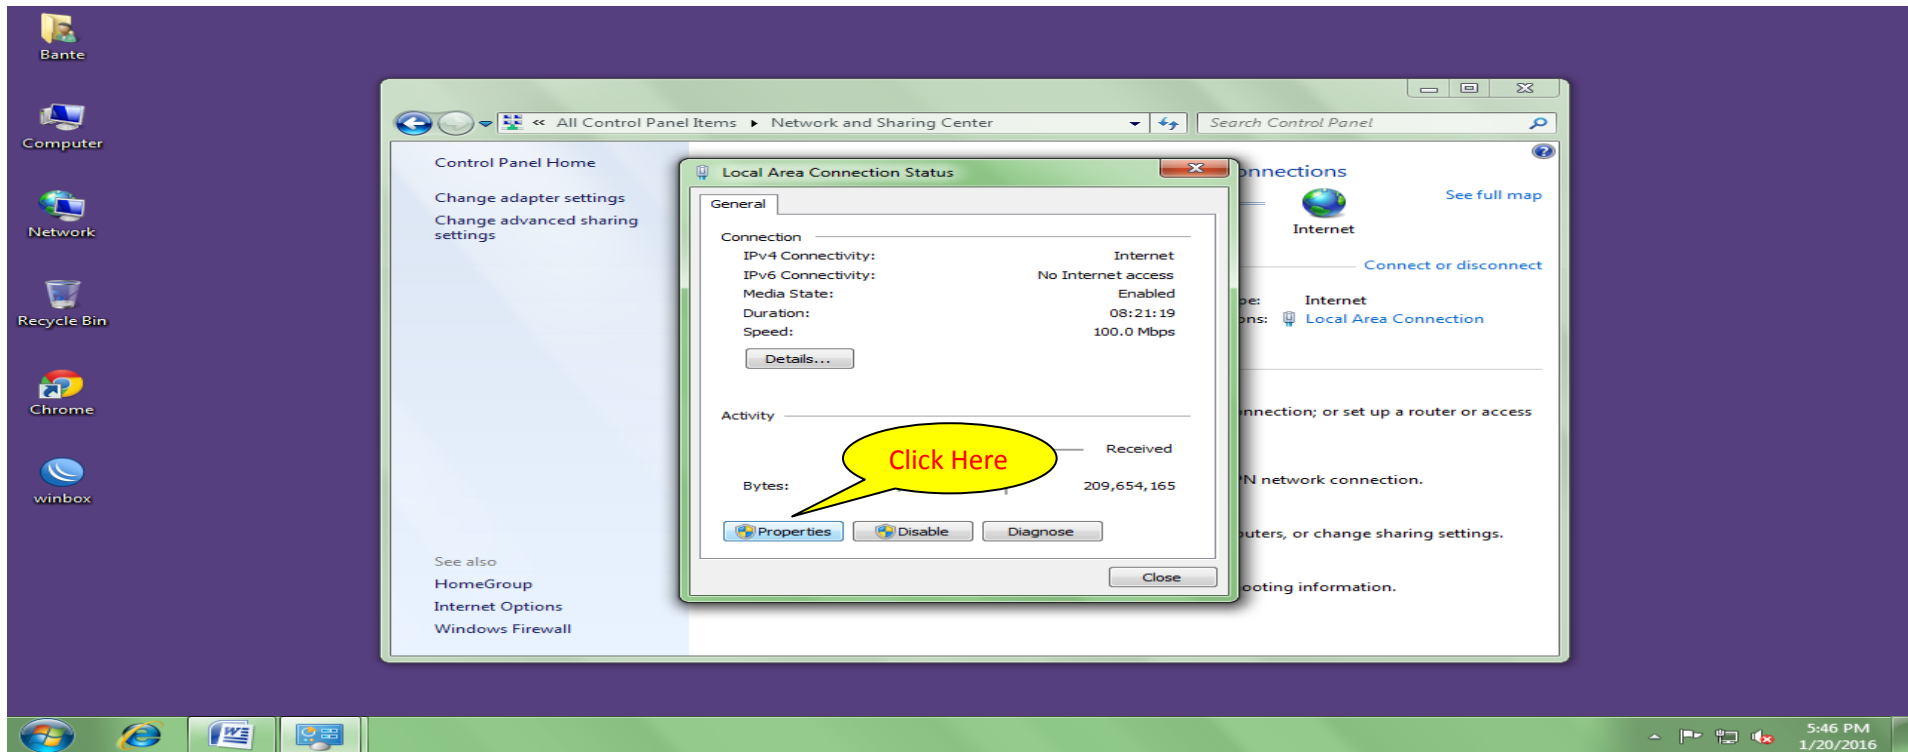 Bante
Computer
Network
Recycle Bin
Chrome
winbox
« All Control Panel Items ▸ Network and Sharing Center
Search Control Panel
Control Panel Home
Change adapter settings
Change advanced sharing
settings
See also
HomeGroup
Internet Options
Windows Firewall
Local Area Connection Status
General
Connection
IPv4 Connectivity: Internet
IPv6 Connectivity: No Internet access
Media State: Enabled
Duration: 08:21:19
Speed: 100.0 Mbps
Details...
Activity
Received
Click Here
Bytes: 209,654,165
Properties Disable Diagnose
Close
onnections
See full map
Internet
Connect or disconnect
pe: Internet
ons: Local Area Connection
nnection; or set up a router or access
PN network connection.
outers, or change sharing settings.
ooting information.
5:46 PM
1/20/2016